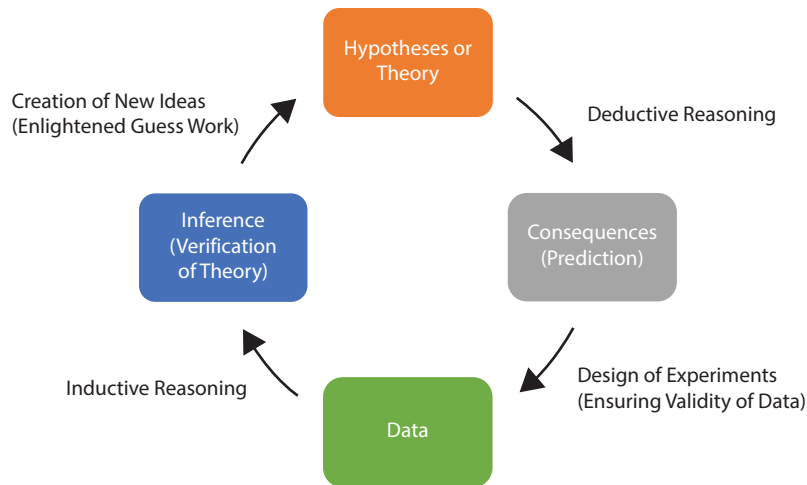 Hypotheses or
Theory
Creation of New Ideas
(Enlightened Guess Work)
Deductive Reasoning
Inference
(Verification
of Theory)
Consequences
(Prediction)
Inductive Reasoning
Design of Experiments
(Ensuring Validity of Data)
Data